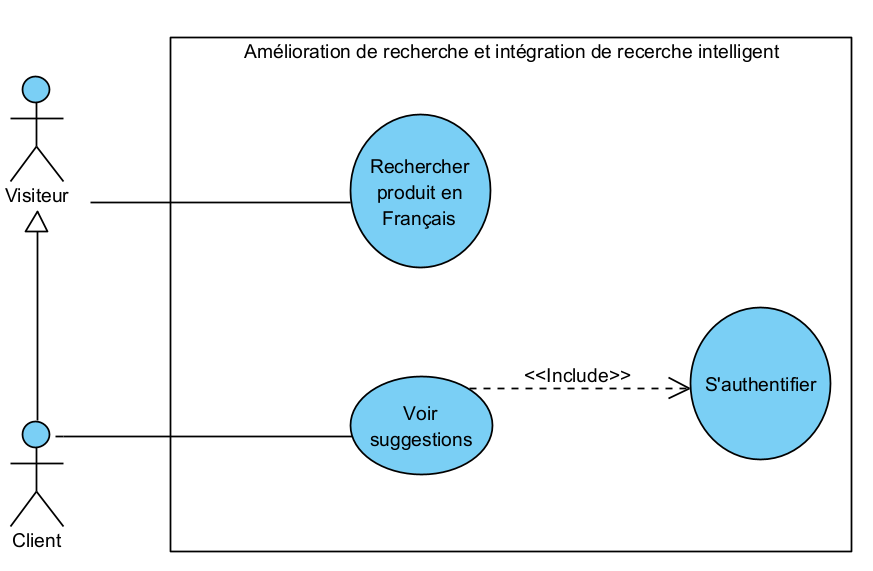 Amélioration de recherche et intégration de recerche intelligent
Rechercher
produit en
Français
Visiteur
<<Include>>
S'authentifier
Voir
suggestions
Client